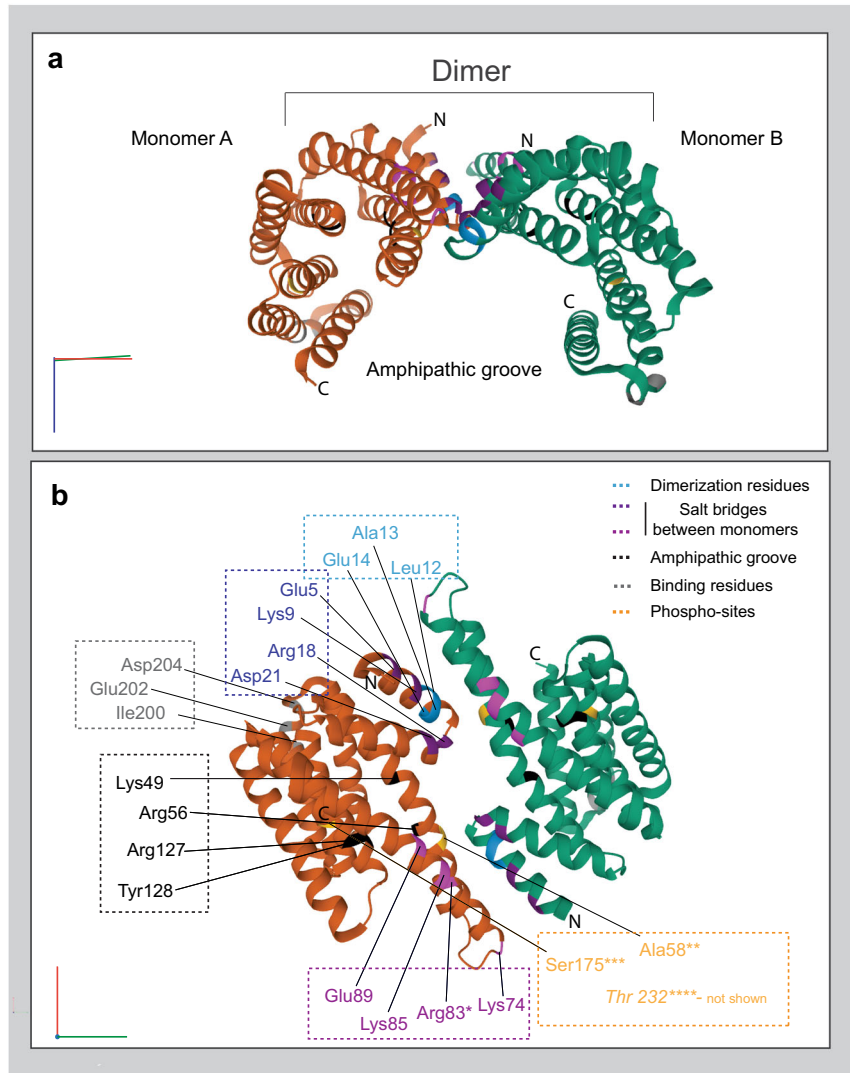 a
Dimer
Monomer A
N
N
Monomer B
C
Amphipathic groove
C
b
Dimerization residues
Salt bridges
between monomers
Amphipathic groove
Binding residues
Phospho-sites
Ala13
Glu14
Leu12
Glu5
Lys9
Arg18
Asp21
Asp204
Glu202
Ile200
N
C
Lys49
Arg56
Arg127
Tyr128
C
N
Ala58**
Ser175***
Thr 232****- not shown
Glu89
Lys85
Arg83*
Lys74